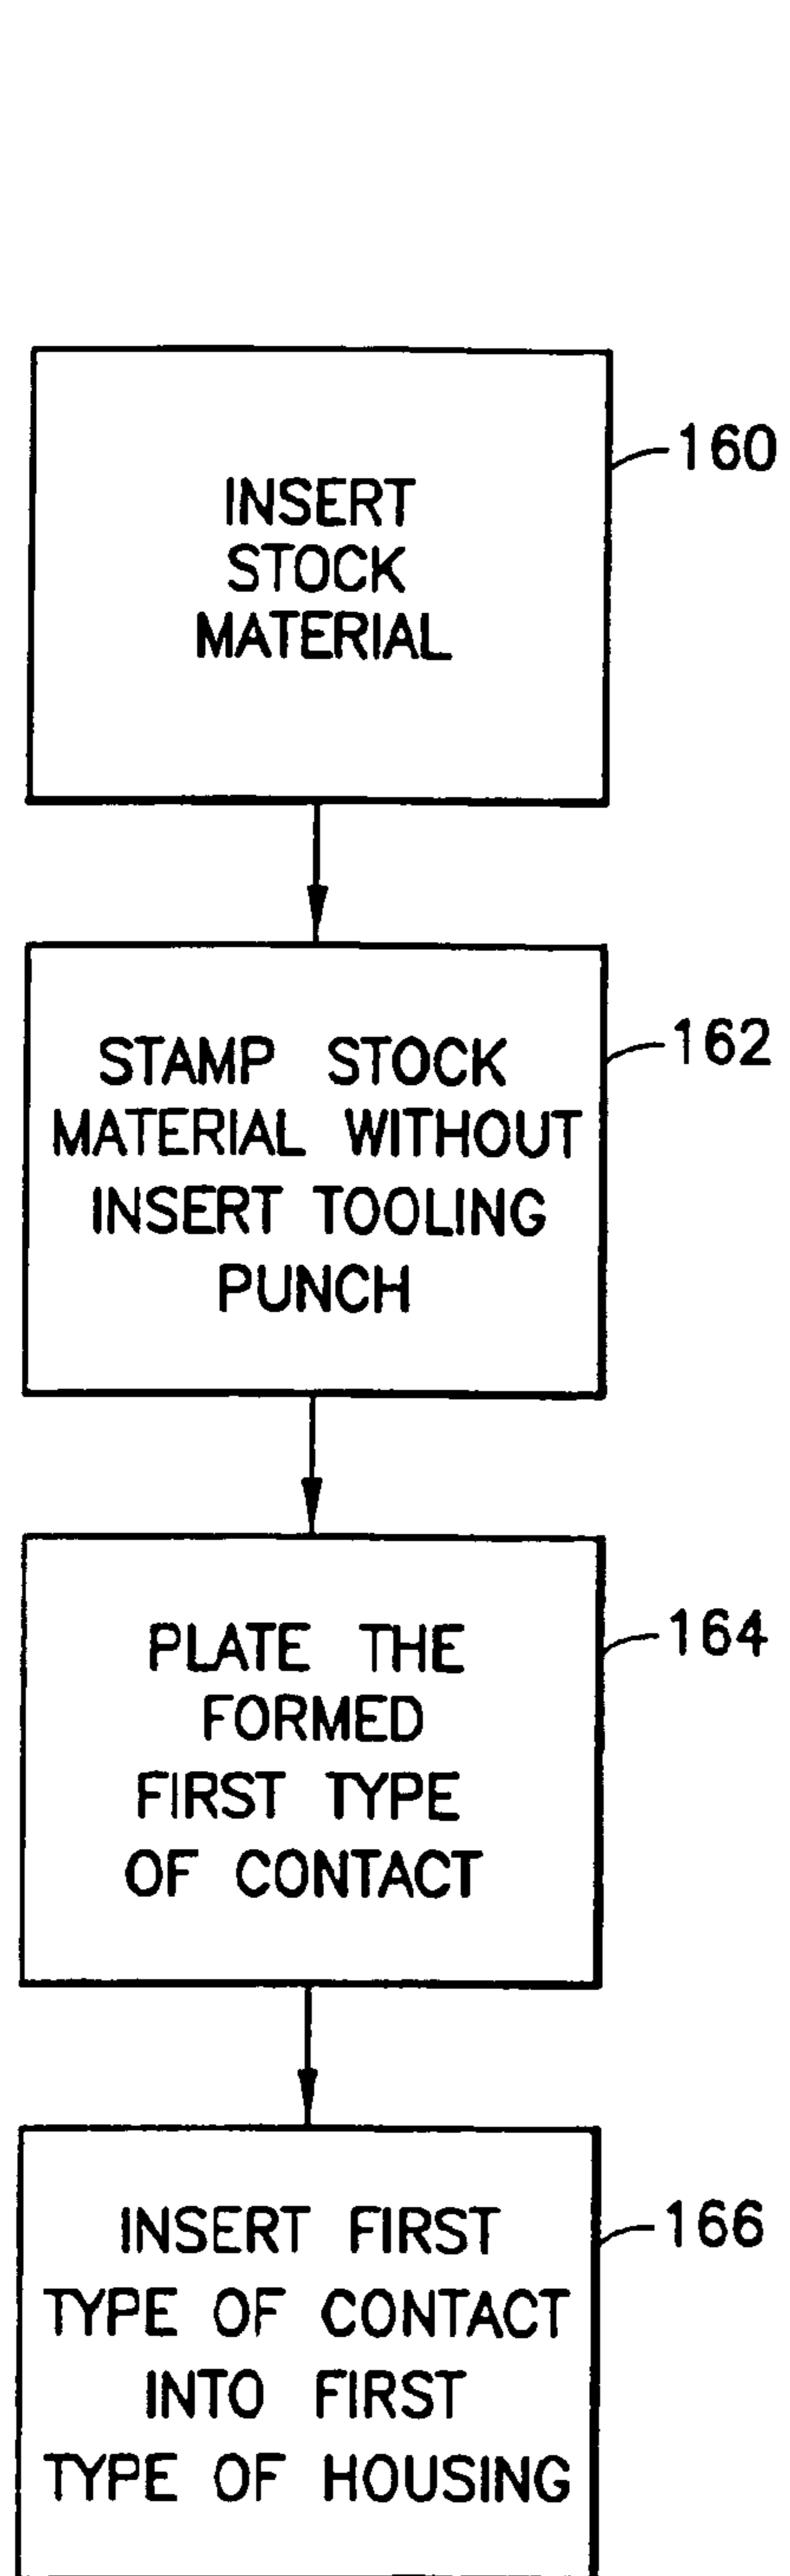 INSERT
STOCK
MATERIAL
160
STAMP STOCK
MATERIAL WITHOUT
INSERT TOOLING
PUNCH
162
PLATE THE
FORMED
FIRST TYPE
OF CONTACT
164
INSERT FIRST
TYPE OF CONTACT
INTO FIRST
TYPE OF HOUSING
166